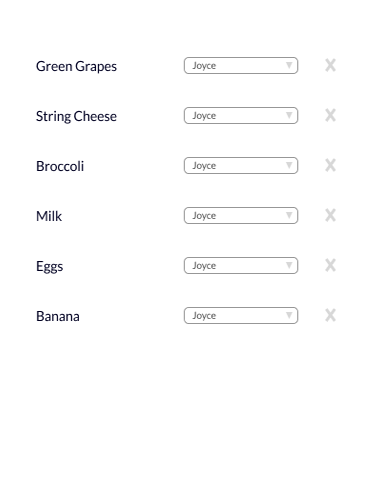 Green Grapes Joyce
String Cheese Joyce
Broccoli Joyce
Milk Joyce
Eggs Joyce
Banana Joyce